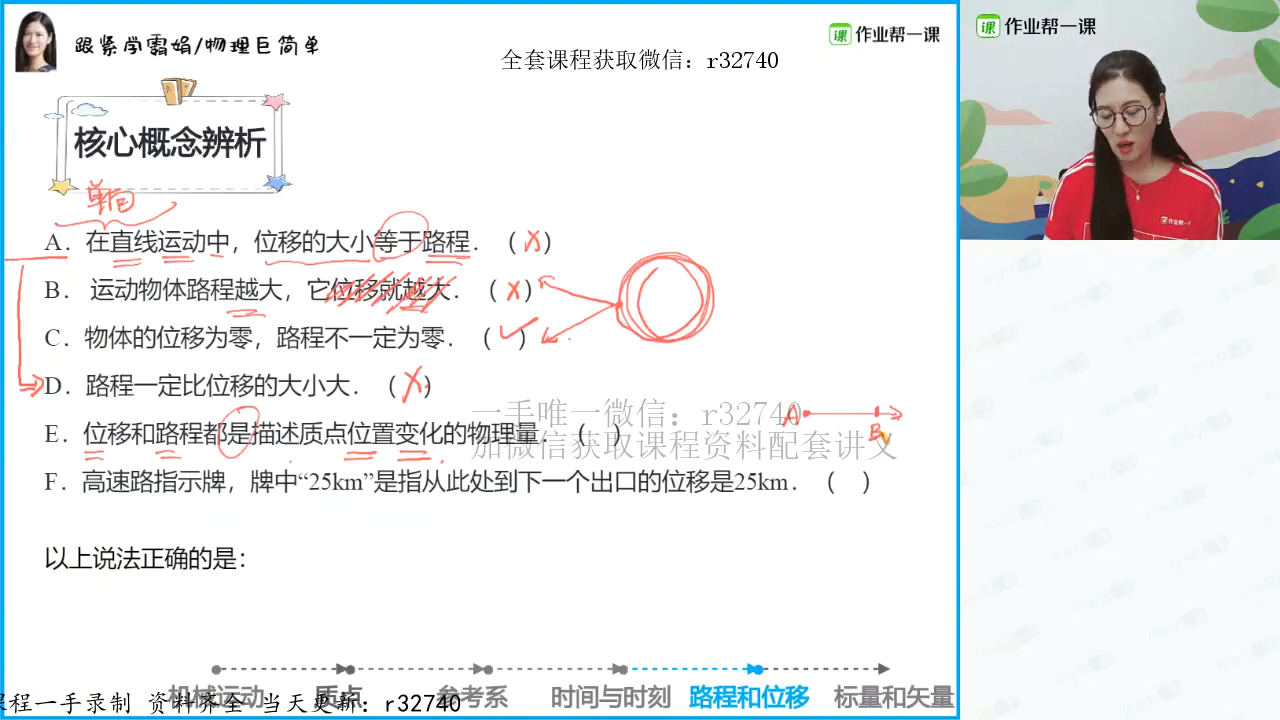 跟紧学霸娟/物理巨简单
作业帮一课
作业帮一课
全套课程获取微信：r32740
核心概念辨析
单向
A．在直线运动中，位移的大小等于路程．（X）
B．运动物体路程越大，它位移就越大．（X）
C．物体的位移为零，路程不一定为零．（✓）
D．路程一定比位移的大小大．（X）
一手唯一微信：r32740
A
B
E．位移和路程都是描述质点位置变化的物理量．（ ）
加微信获取课程资料配套讲义
F．高速路指示牌，牌中“25km”是指从此处到下一个出口的位移是25km．（ ）
以上说法正确的是：
机械运动 质点 参考系 时间与时刻 路程和位移 标量和矢量
课程一手录制 资料齐全 当天更新：r32740